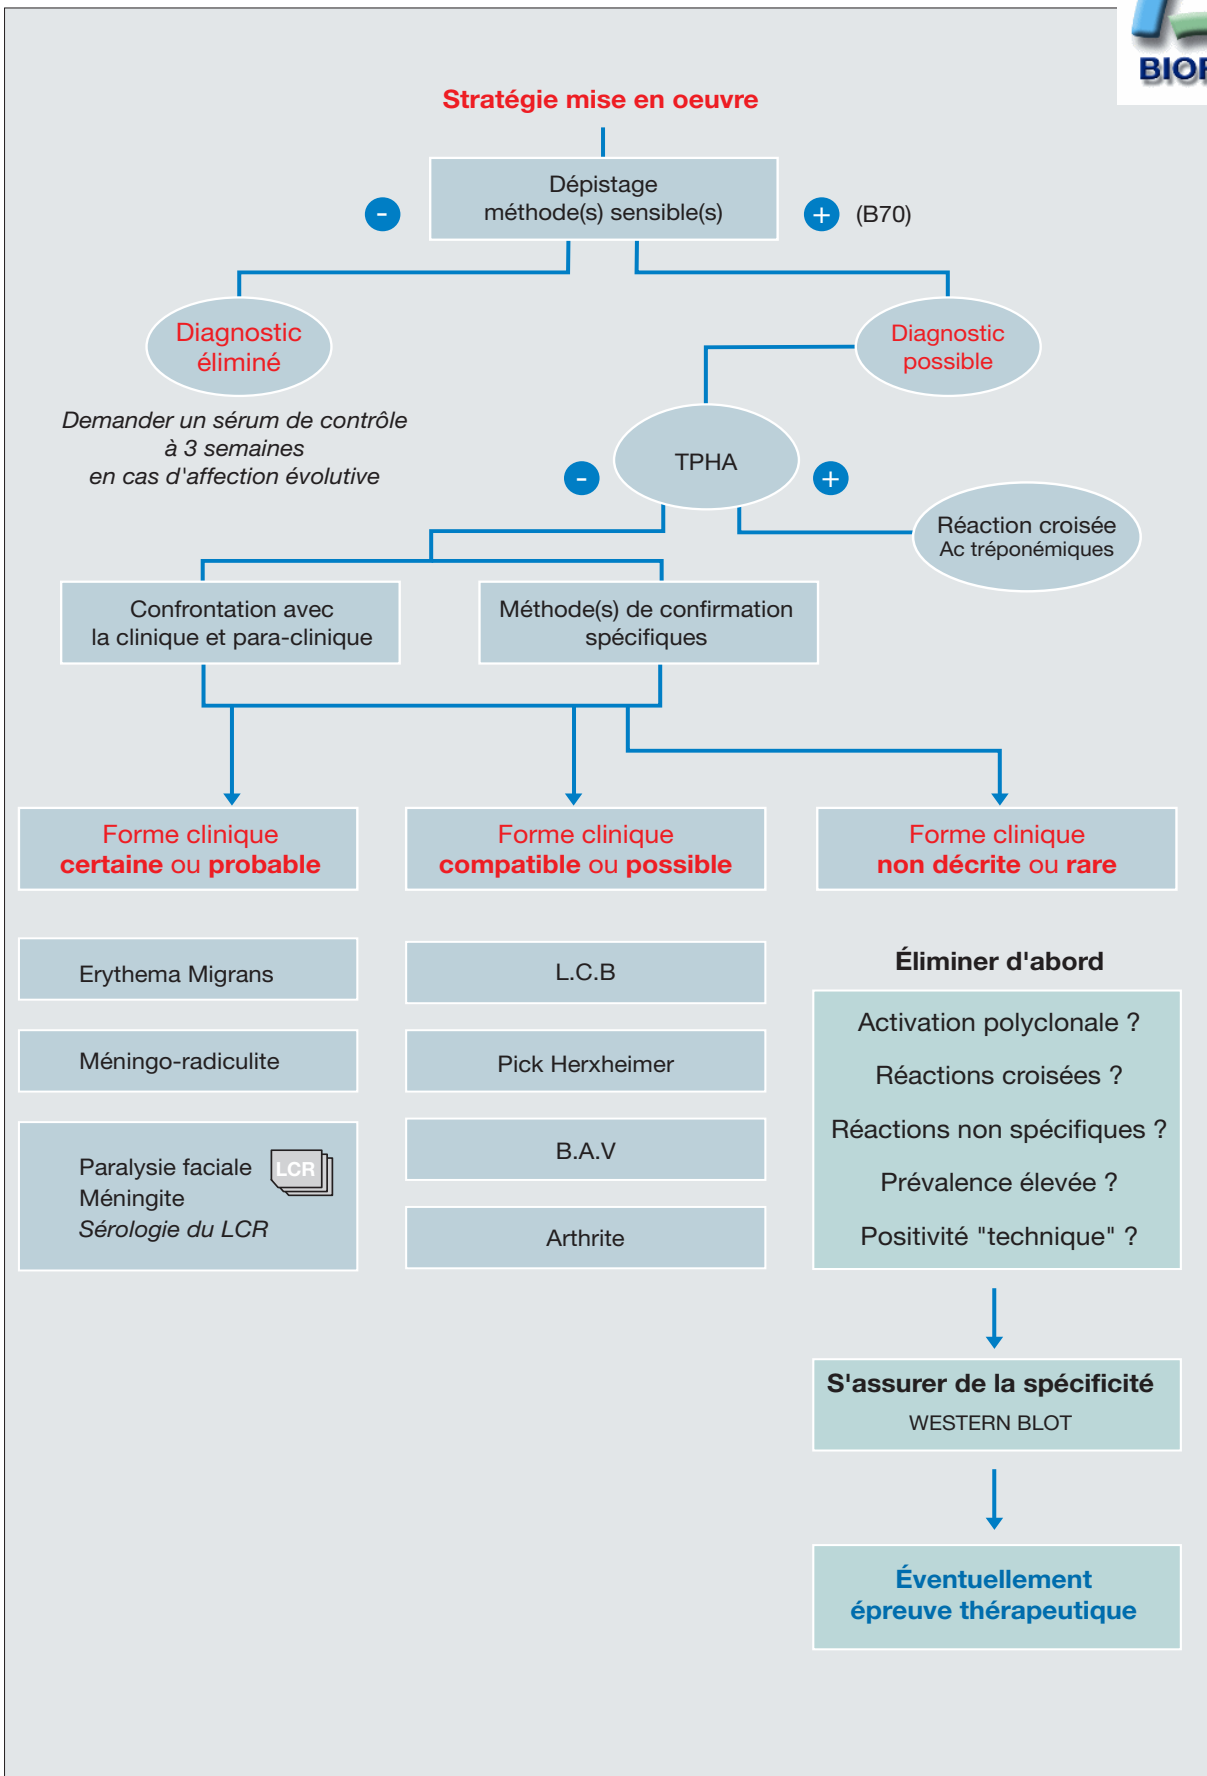 BIOF
Stratégie mise en oeuvre
Dépistage
méthode(s) sensible(s)
-
+ (B70)
Diagnostic
éliminé
Diagnostic
possible
Demander un sérum de contrôle
à 3 semaines
en cas d'affection évolutive
TPHA
-
+
Réaction croisée
Ac tréponémiques
Confrontation avec
la clinique et para-clinique
Méthode(s) de confirmation
spécifiques
Forme clinique
certaine ou probable
Forme clinique
compatible ou possible
Forme clinique
non décrite ou rare
Erythema Migrans
Méningo-radiculite
Paralysie faciale
LCR
Méningite
Sérologie du LCR
L.C.B
Pick Herxheimer
B.A.V
Arthrite
Éliminer d'abord
Activation polyclonale ?
Réactions croisées ?
Réactions non spécifiques ?
Prévalence élevée ?
Positivité "technique" ?
S'assurer de la spécificité
WESTERN BLOT
Éventuellement
épreuve thérapeutique